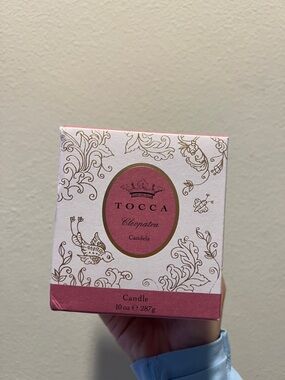 TOCCA
Cleopatra
Candela
Candle
10 oz ℮ 287g